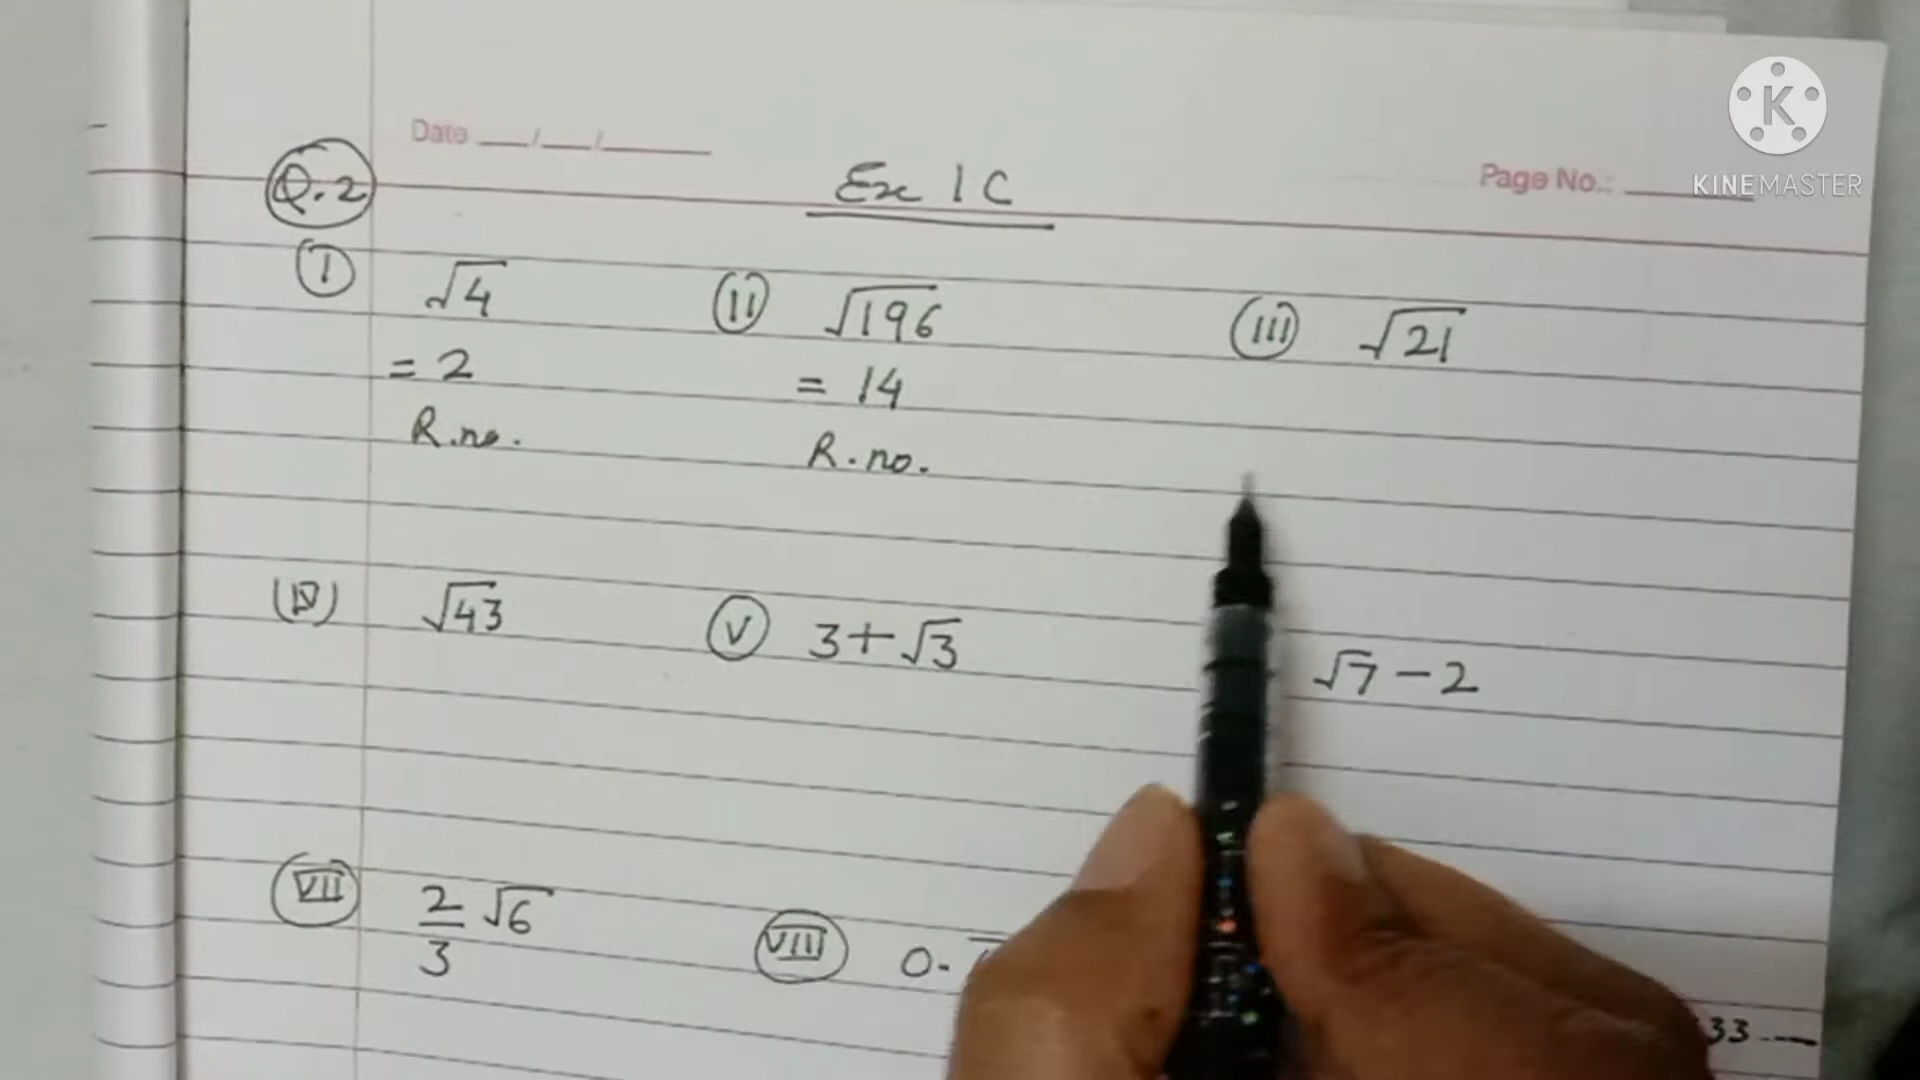 Date __/__/____
Page No.: ____
KINEMASTER
Q.2
Ex 1C
(I) √4 (II) √196 (III) √21
= 2 = 14
R.no. R.no.
(IV) √43 (V) 3+√3 √7-2
(VII) 2/3 √6 (VIII) 0.
33---